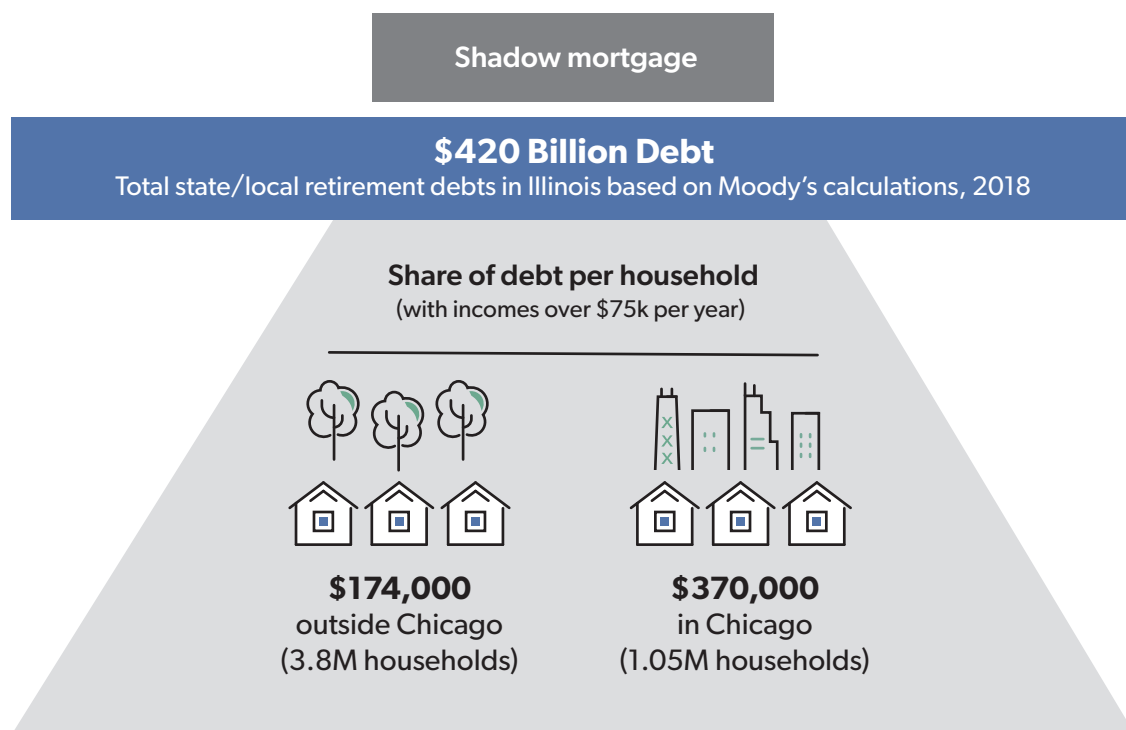 Shadow mortgage
$420 Billion Debt
Total state/local retirement debts in Illinois based on Moody’s calculations, 2018
Share of debt per household
(with incomes over $75k per year)
$174,000
outside Chicago
(3.8M households)
$370,000
in Chicago
(1.05M households)